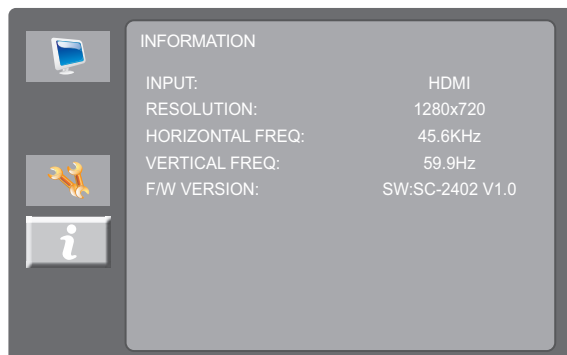 INFORMATION
INPUT: HDMI
RESOLUTION: 1280x720
HORIZONTAL FREQ: 45.6KHz
VERTICAL FREQ: 59.9Hz
F/W VERSION: SW:SC-2402 V1.0
i